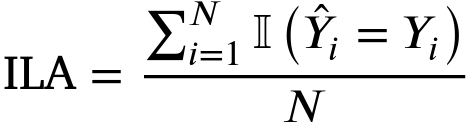 ILA = \frac{\sum_{i=1}^{N} \mathbb{I}\left(\hat{Y}_i = Y_i\right)}{N}